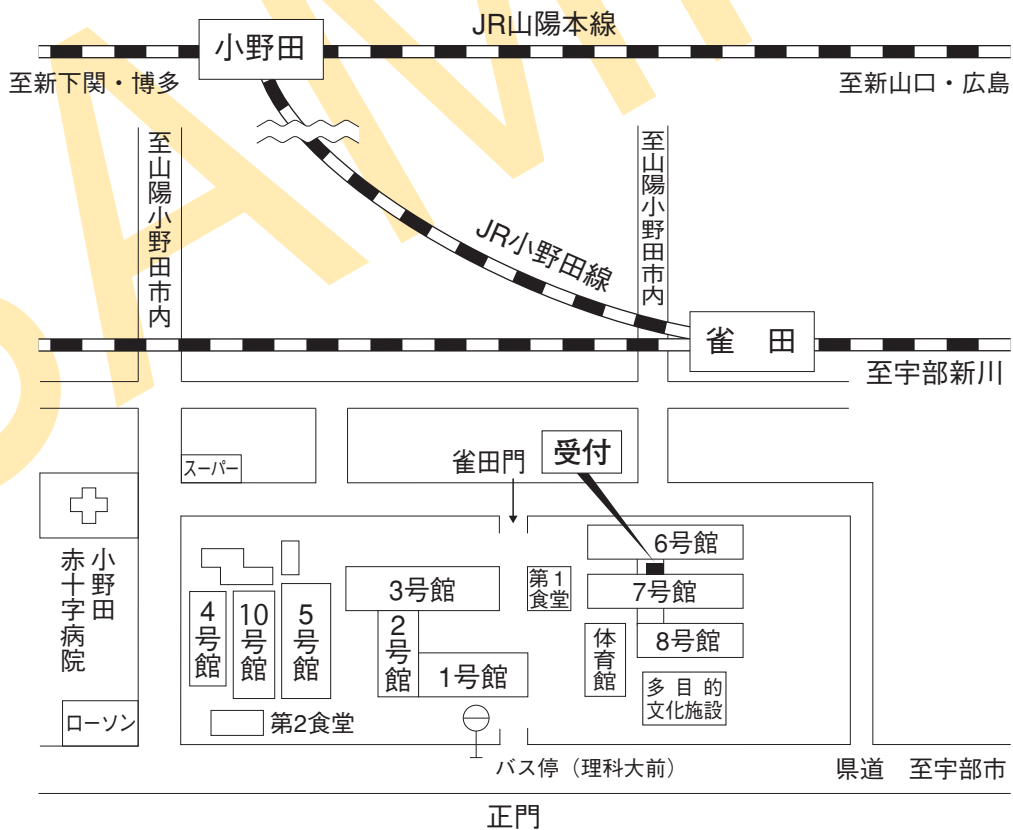 JR山陽本線
小野田
至新下関・博多
至新山口・広島
至山陽小野田市内
至山陽小野田市内
JR小野田線
雀　田
至宇部新川
スーパー
雀田門
受付
小野田
赤十字病院
ローソン
4号館
10号館
5号館
3号館
2号館
1号館
第1
食堂
6号館
7号館
8号館
体育館
多目的
文化施設
第2食堂
バス停（理科大前）
県道　至宇部市
正門